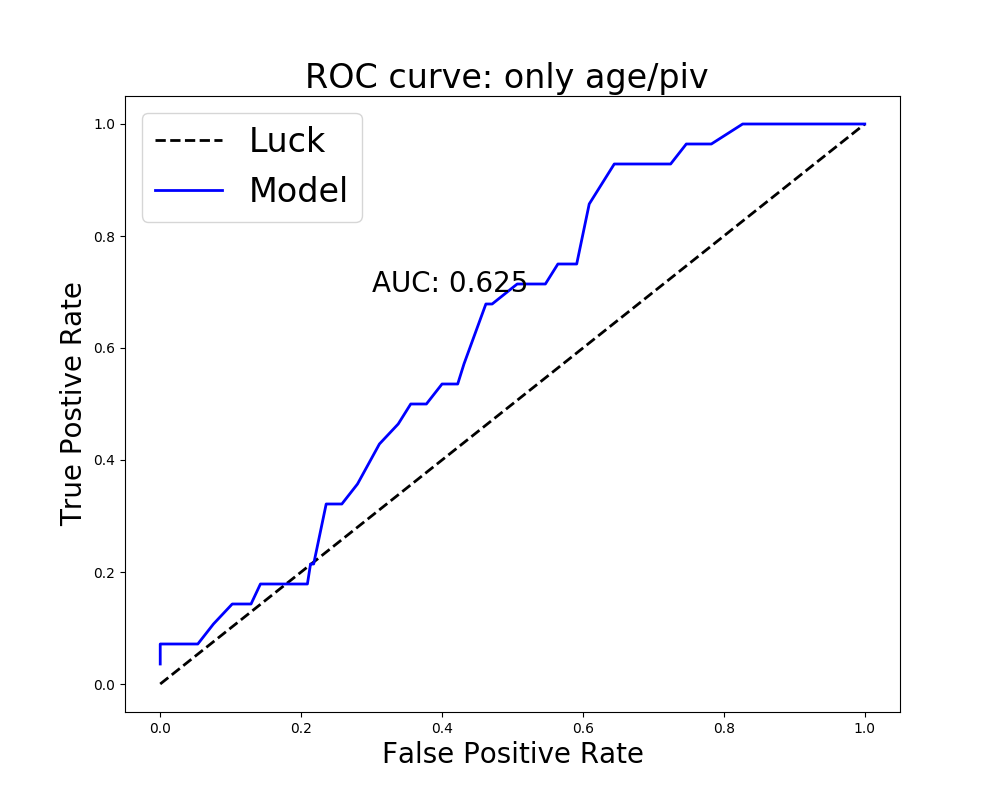 ROC curve: only age/piv
Luck
Model
AUC: 0.625
True Postive Rate
1.0
0.8
0.6
0.4
0.2
0.0
0.0 0.2 0.4 0.6 0.8 1.0
False Positive Rate